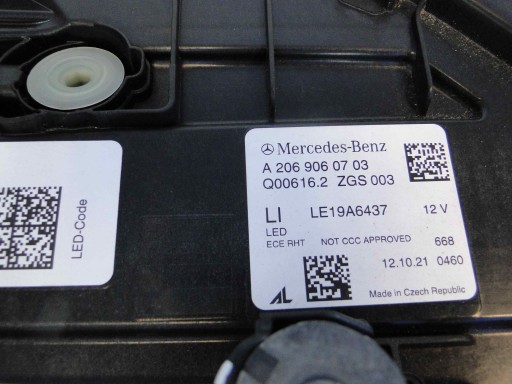 Mercedes-Benz
A 206 906 07 03
Q00616.2 ZGS 003
LI LE19A6437 12 V
LED
ECE RHT NOT CCC APPROVED 668
12.10.21 0460
AL Made in Czech Republic
LED-Code